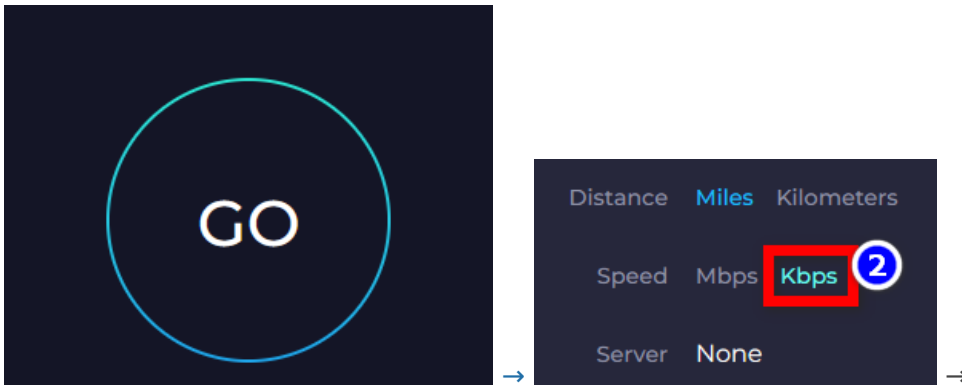 GO
→
Distance Miles Kilometers
Speed Mbps Kbps 2
Server None
→